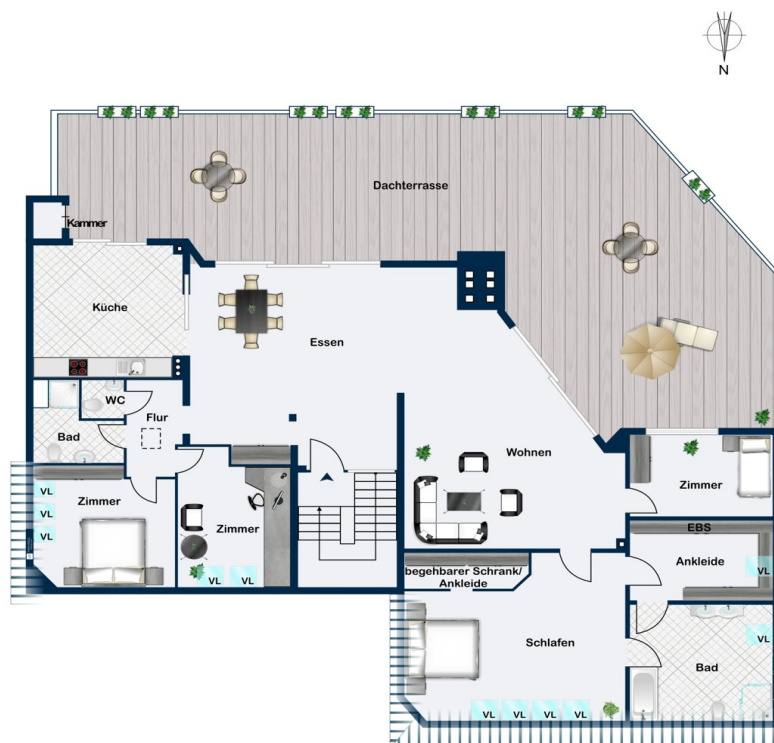 N
Dachterrasse
Kammer
Küche
Essen
WC
Flur
Bad
Wohnen
Zimmer
VL
VL
VL
Zimmer
Zimmer
VL VL
EBS
Ankleide
VL
begehbarer Schrank/
Ankleide
Schlafen
VL
Bad
VL VL VL VL